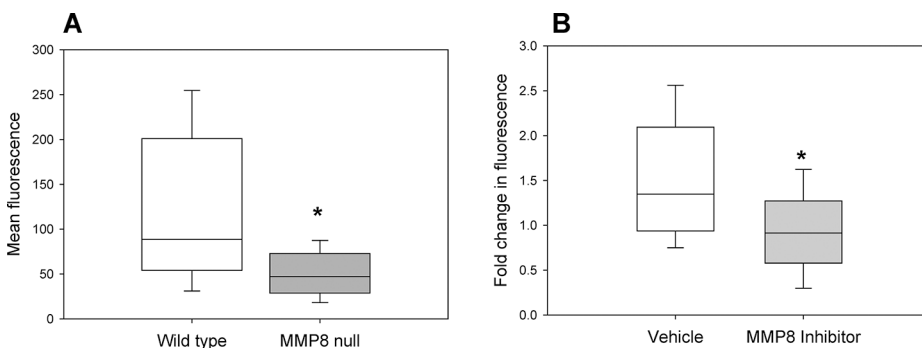 A
300
250
200
150
100
50
0
Mean fluorescence
*
Wild type MMP8 null
B
3.0
2.5
2.0
1.5
1.0
0.5
0.0
Fold change in fluorescence
*
Vehicle MMP8 Inhibitor